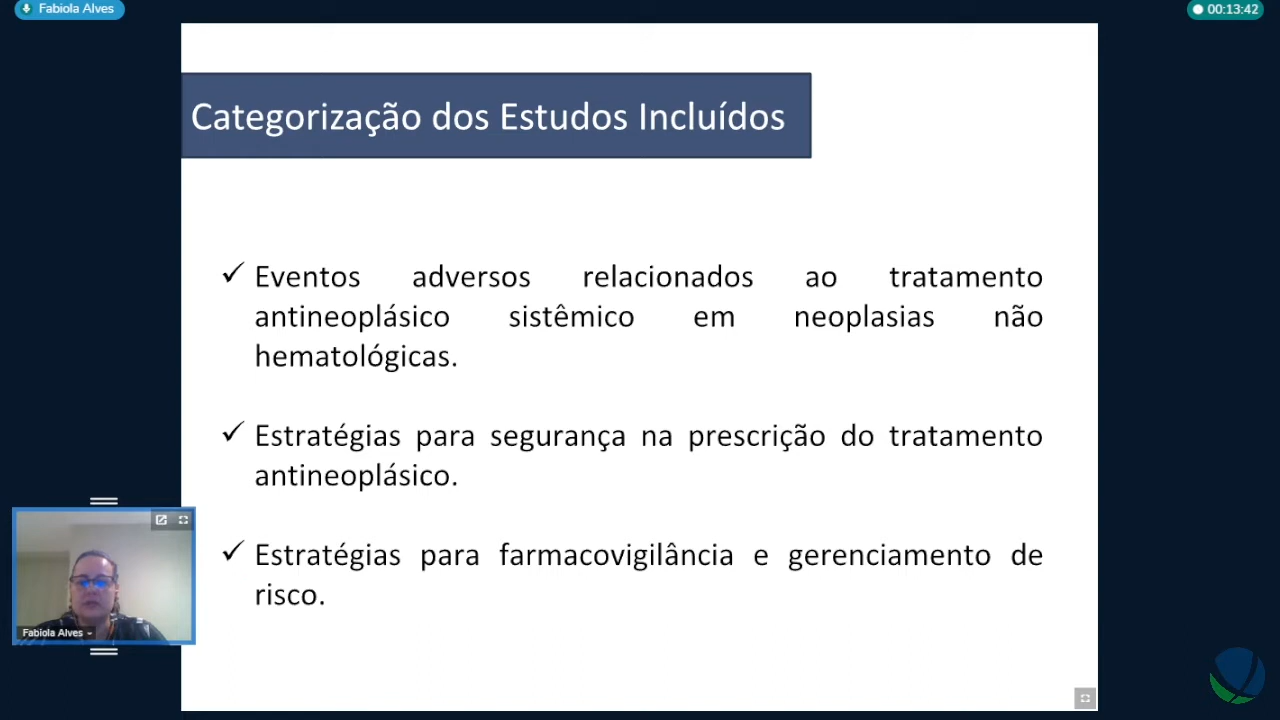 Fabiola Alves
00:13:42
Categorização dos Estudos Incluídos
✓ Eventos adversos relacionados ao tratamento
antineoplásico sistêmico em neoplasias não
hematológicas.
✓ Estratégias para segurança na prescrição do tratamento
antineoplásico.
✓ Estratégias para farmacovigilância e gerenciamento de
risco.
Fabiola Alves